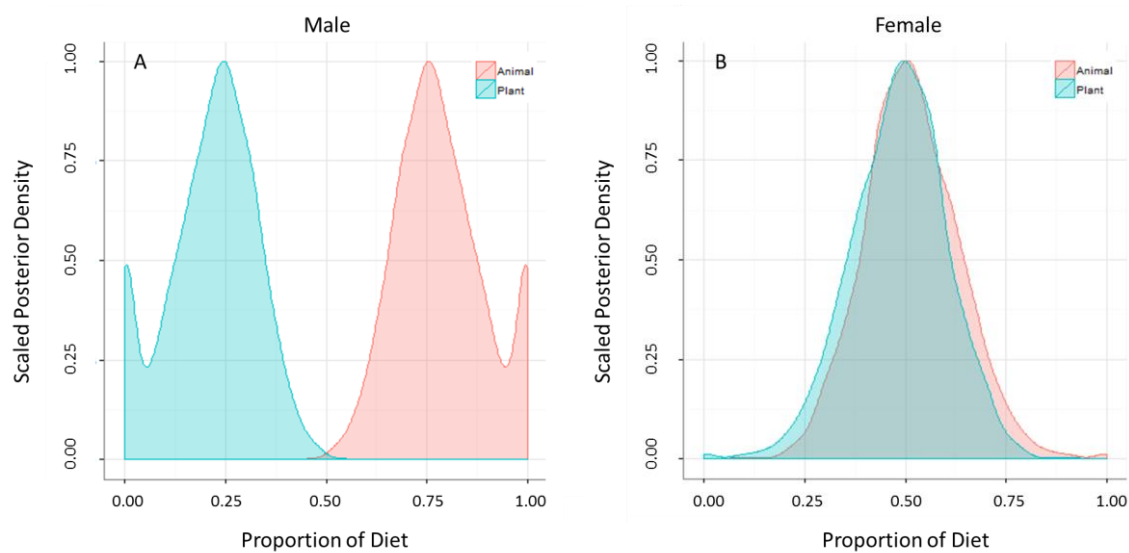 Male
A
Animal
Plant
Scaled Posterior Density
1.00
0.75
0.50
0.25
0.00
0.00 0.25 0.50 0.75 1.00
Proportion of Diet
Female
B
Animal
Plant
Scaled Posterior Density
1.00
0.75
0.50
0.25
0.00
0.00 0.25 0.50 0.75 1.00
Proportion of Diet